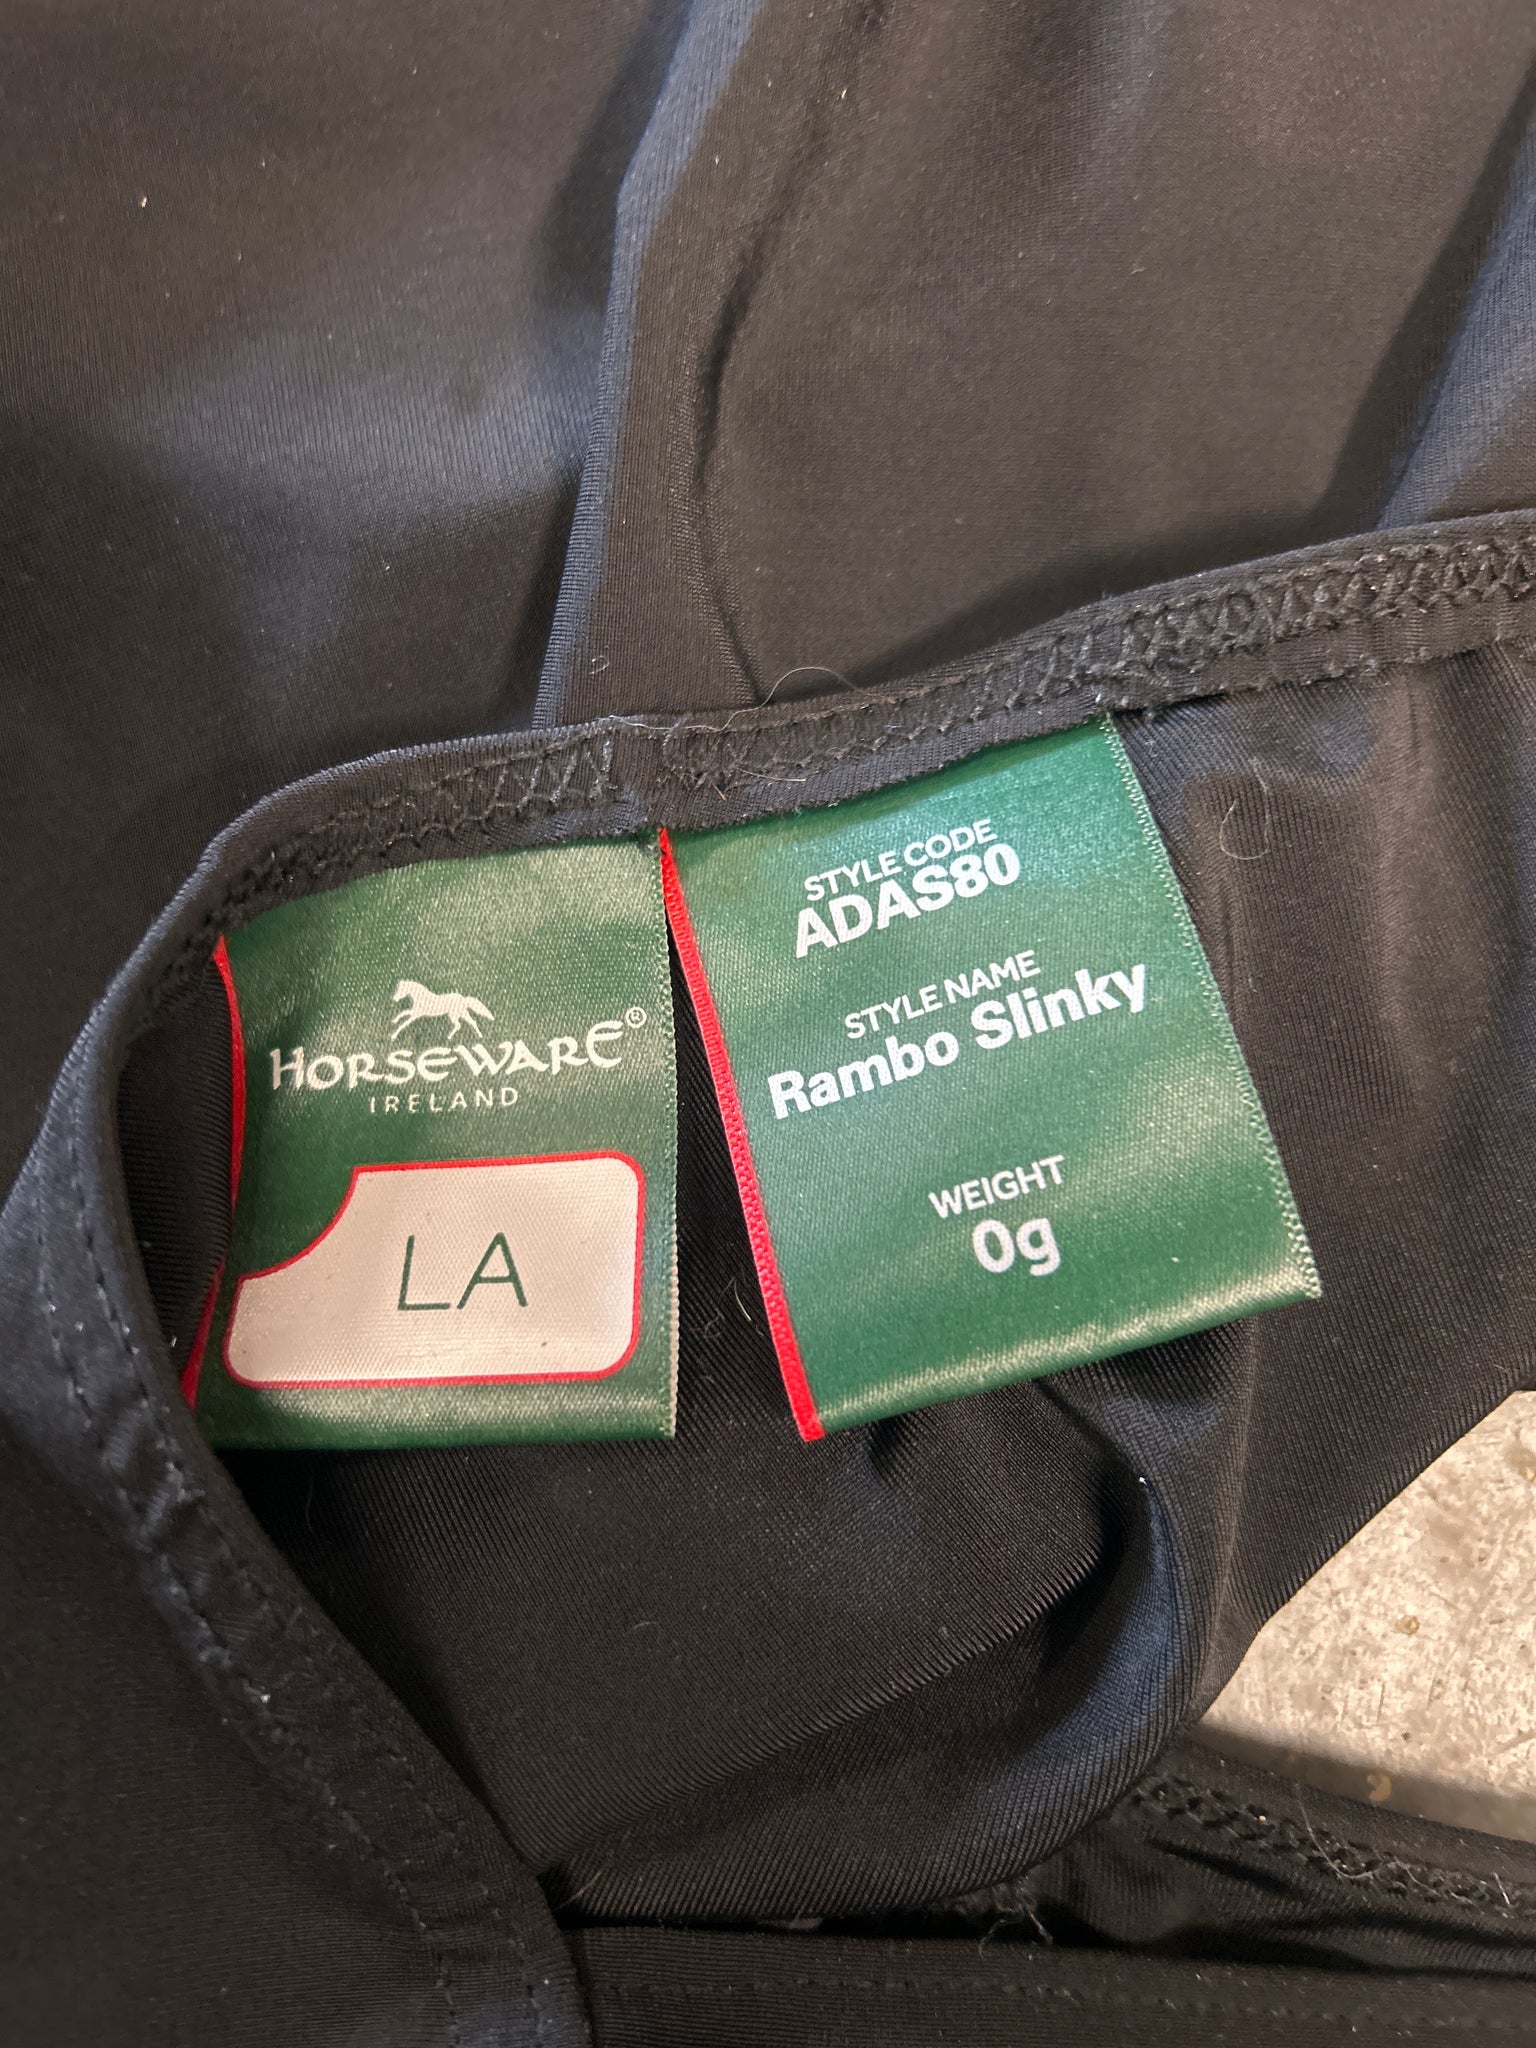 HORSEWARE®
IRELAND
LA
STYLE CODE
ADAS80
STYLE NAME
Rambo Slinky
WEIGHT
0g